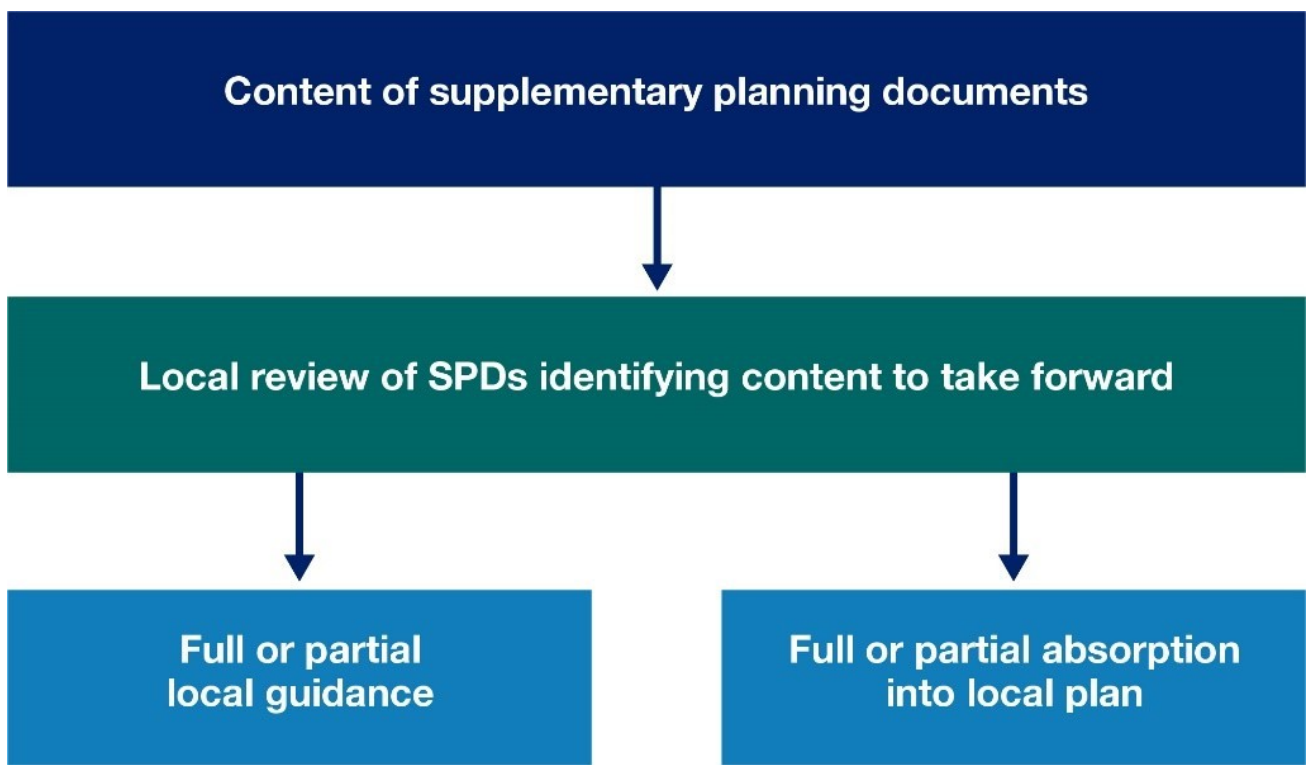 Content of supplementary planning documents
Local review of SPDs identifying content to take forward
Full or partial
local guidance
Full or partial absorption
into local plan